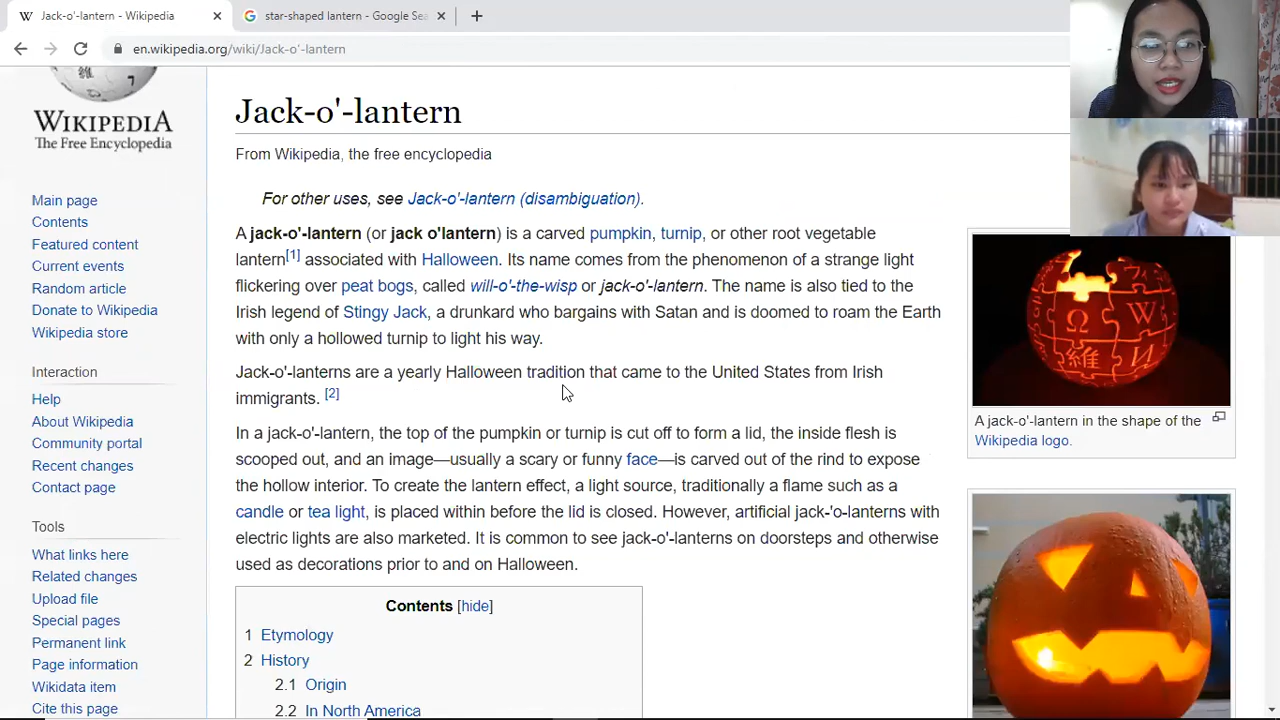 Jack-o'-lantern - Wikipedia
star-shaped lantern - Google Sea
en.wikipedia.org/wiki/Jack-o'-lantern
WIKIPEDIA
The Free Encyclopedia
Main page
Contents
Featured content
Current events
Random article
Donate to Wikipedia
Wikipedia store
Interaction
Help
About Wikipedia
Community portal
Recent changes
Contact page
Tools
What links here
Related changes
Upload file
Special pages
Permanent link
Page information
Wikidata item
Cite this page
Jack-o'-lantern
From Wikipedia, the free encyclopedia
For other uses, see Jack-o'-lantern (disambiguation).
A jack-o'-lantern (or jack o'lantern) is a carved pumpkin, turnip, or other root vegetable
lantern[1] associated with Halloween. Its name comes from the phenomenon of a strange light
flickering over peat bogs, called will-o'-the-wisp or jack-o'-lantern. The name is also tied to the
Irish legend of Stingy Jack, a drunkard who bargains with Satan and is doomed to roam the Earth
with only a hollowed turnip to light his way.
Jack-o'-lanterns are a yearly Halloween tradition that came to the United States from Irish
immigrants. [2]
In a jack-o'-lantern, the top of the pumpkin or turnip is cut off to form a lid, the inside flesh is
scooped out, and an image—usually a scary or funny face—is carved out of the rind to expose
the hollow interior. To create the lantern effect, a light source, traditionally a flame such as a
candle or tea light, is placed within before the lid is closed. However, artificial jack-'o-lanterns with
electric lights are also marketed. It is common to see jack-o'-lanterns on doorsteps and otherwise
used as decorations prior to and on Halloween.
Contents [hide]
1 Etymology
2 History
2.1 Origin
2.2 In North America
Ω W
維 И
A jack-o'-lantern in the shape of the
Wikipedia logo.